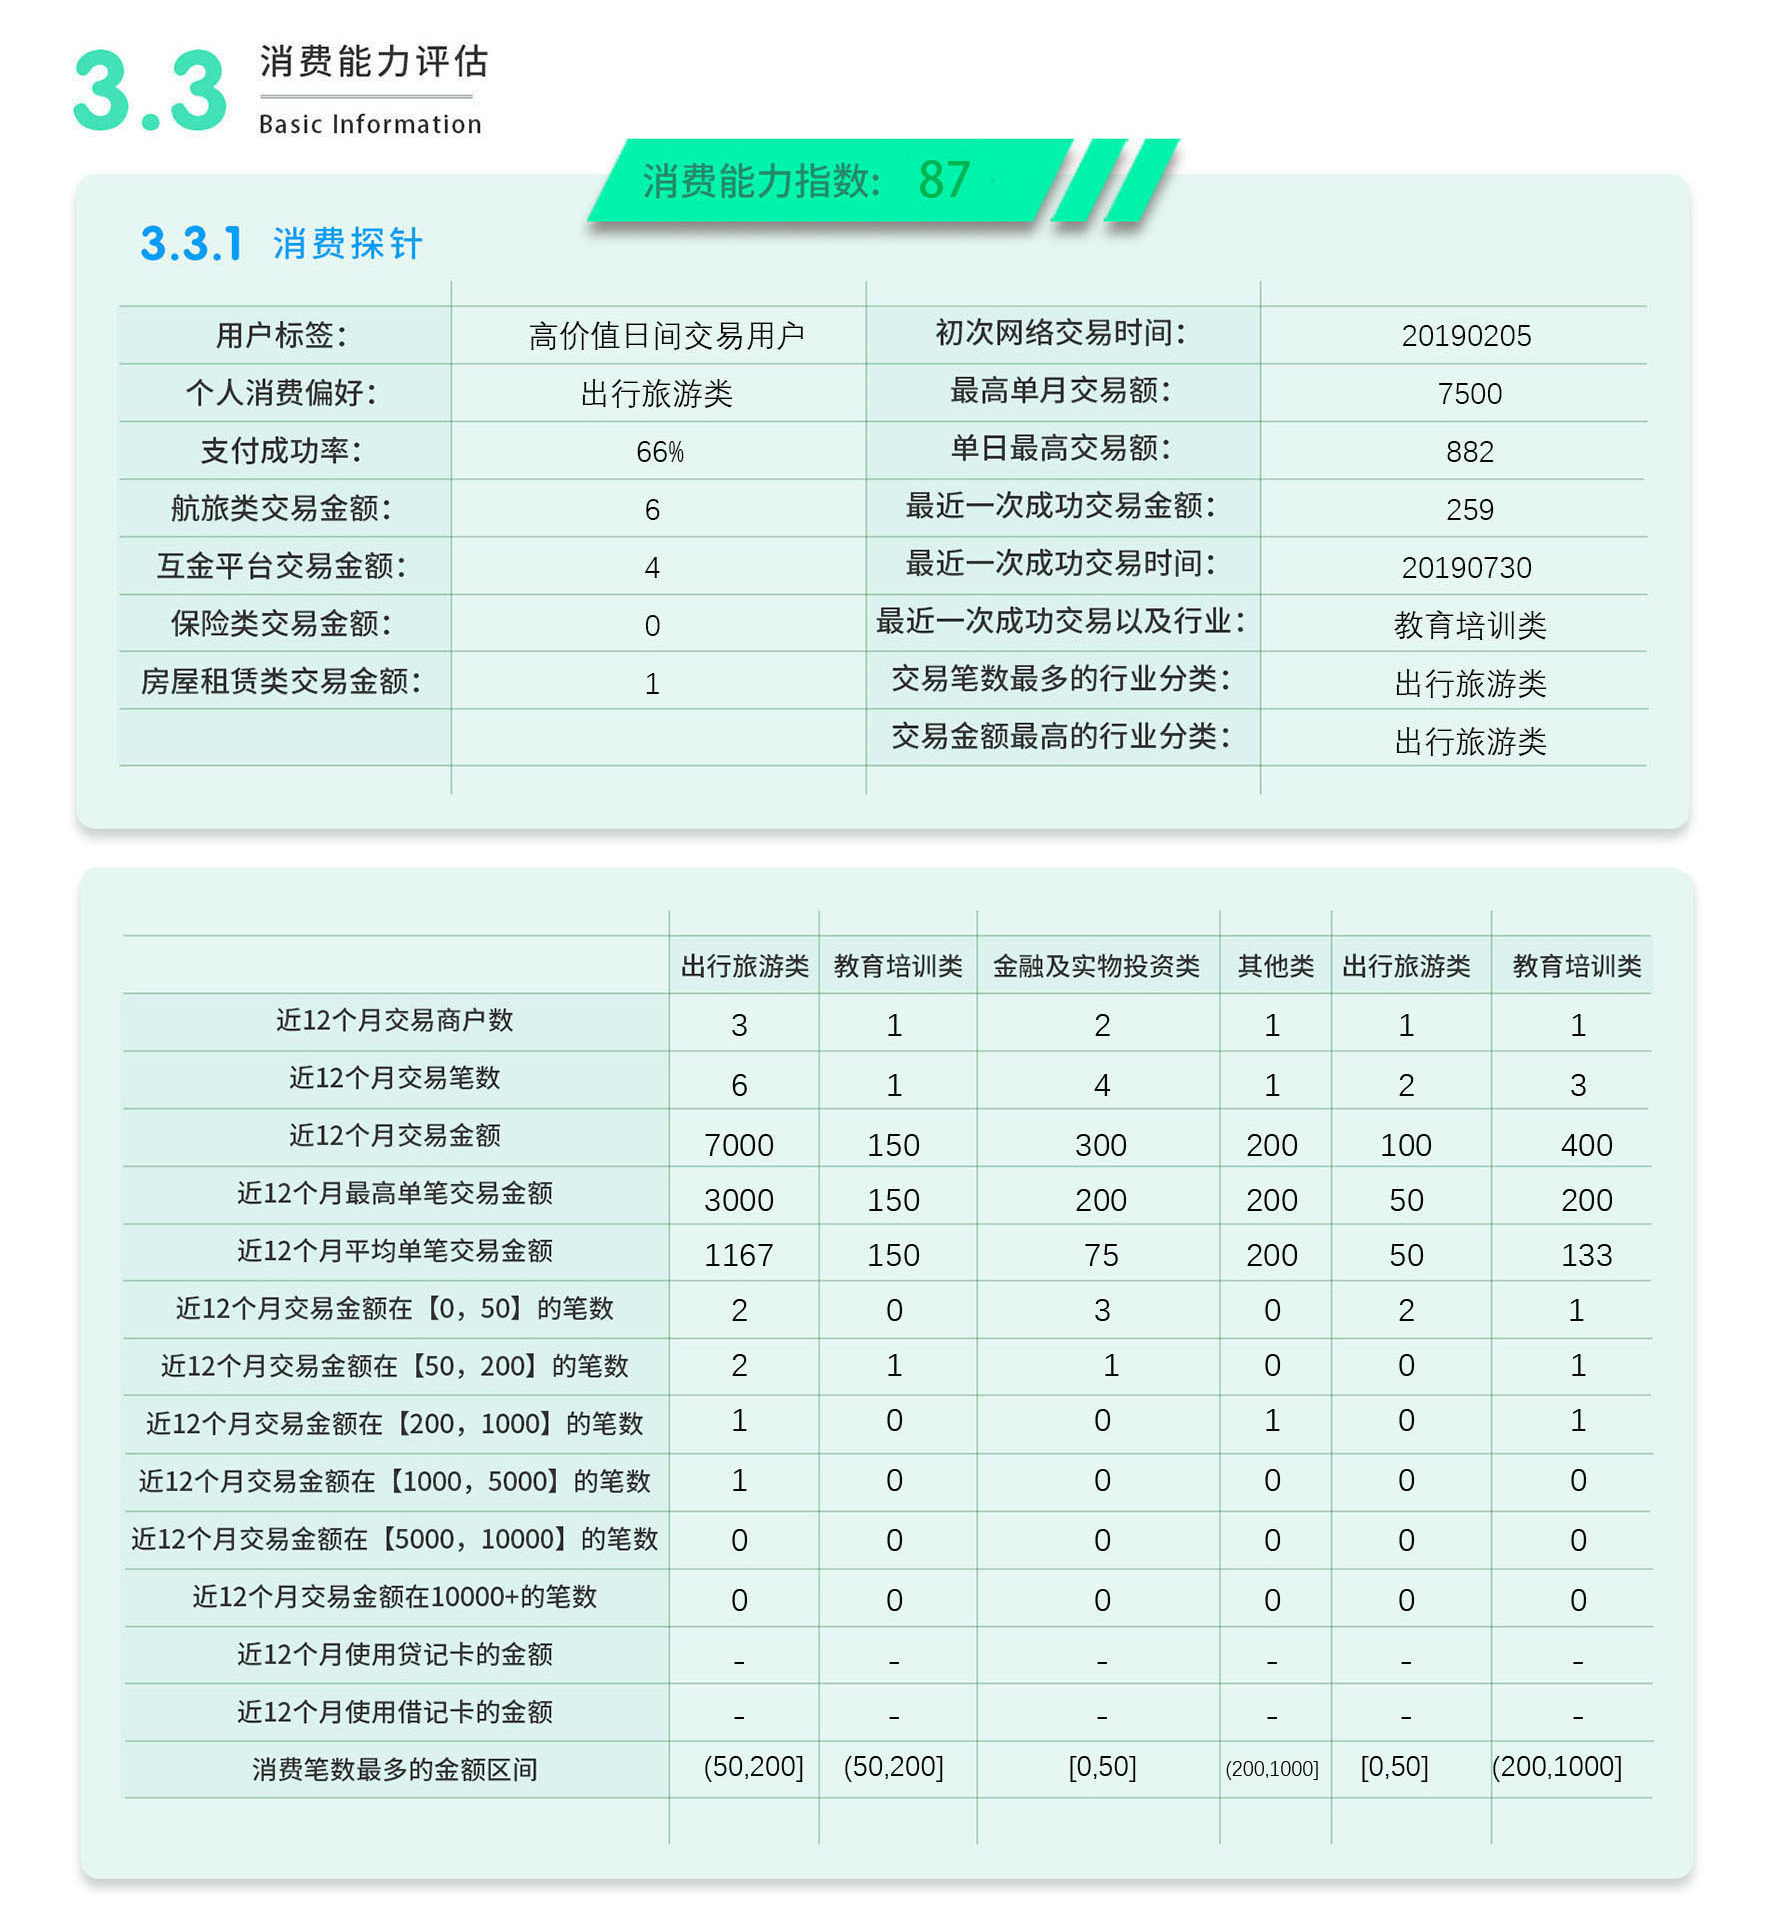 3.3 消费能力评估
Basic Information
消费能力指数: 87
3.3.1 消费探针
用户标签: 高价值日间交易用户 初次网络交易时间: 20190205
个人消费偏好: 出行旅游类 最高单月交易额: 7500
支付成功率: 66% 单日最高交易额: 882
航旅类交易金额: 6 最近一次成功交易金额: 259
互金平台交易金额: 4 最近一次成功交易时间: 20190730
保险类交易金额: 0 最近一次成功交易以及行业: 教育培训类
房屋租赁类交易金额: 1 交易笔数最多的行业分类: 出行旅游类
交易金额最高的行业分类: 出行旅游类
出行旅游类 教育培训类 金融及实物投资类 其他类 出行旅游类 教育培训类
近12个月交易商户数 3 1 2 1 1 1
近12个月交易笔数 6 1 4 1 2 3
近12个月交易金额 7000 150 300 200 100 400
近12个月最高单笔交易金额 3000 150 200 200 50 200
近12个月平均单笔交易金额 1167 150 75 200 50 133
近12个月交易金额在【0，50】的笔数 2 0 3 0 2 1
近12个月交易金额在【50，200】的笔数 2 1 1 0 0 1
近12个月交易金额在【200，1000】的笔数 1 0 0 1 0 1
近12个月交易金额在【1000，5000】的笔数 1 0 0 0 0 0
近12个月交易金额在【5000，10000】的笔数 0 0 0 0 0 0
近12个月交易金额在10000+的笔数 0 0 0 0 0 0
近12个月使用贷记卡的金额 - - - - - -
近12个月使用借记卡的金额 - - - - - -
消费笔数最多的金额区间 (50,200] (50,200] [0,50] (200,1000] [0,50] (200,1000]